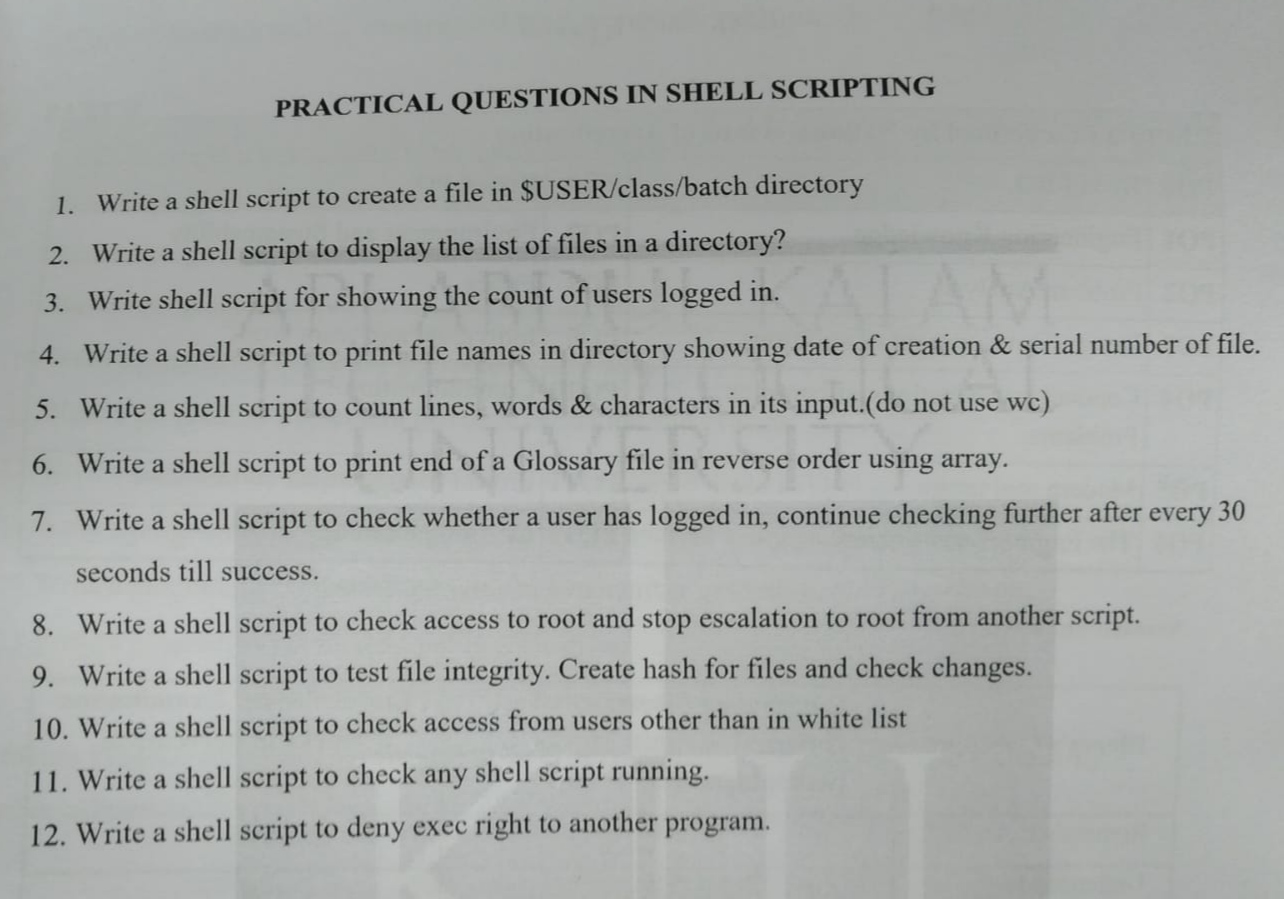 PRACTICAL QUESTIONS IN SHELL SCRIPTING
1. Write a shell script to create a file in $USER/class/batch directory
2. Write a shell script to display the list of files in a directory?
3. Write shell script for showing the count of users logged in.
4. Write a shell script to print file names in directory showing date of creation & serial number of file.
5. Write a shell script to count lines, words & characters in its input.(do not use wc)
6. Write a shell script to print end of a Glossary file in reverse order using array.
7. Write a shell script to check whether a user has logged in, continue checking further after every 30
seconds till success.
8. Write a shell script to check access to root and stop escalation to root from another script.
9. Write a shell script to test file integrity. Create hash for files and check changes.
10. Write a shell script to check access from users other than in white list
11. Write a shell script to check any shell script running.
12. Write a shell script to deny exec right to another program.